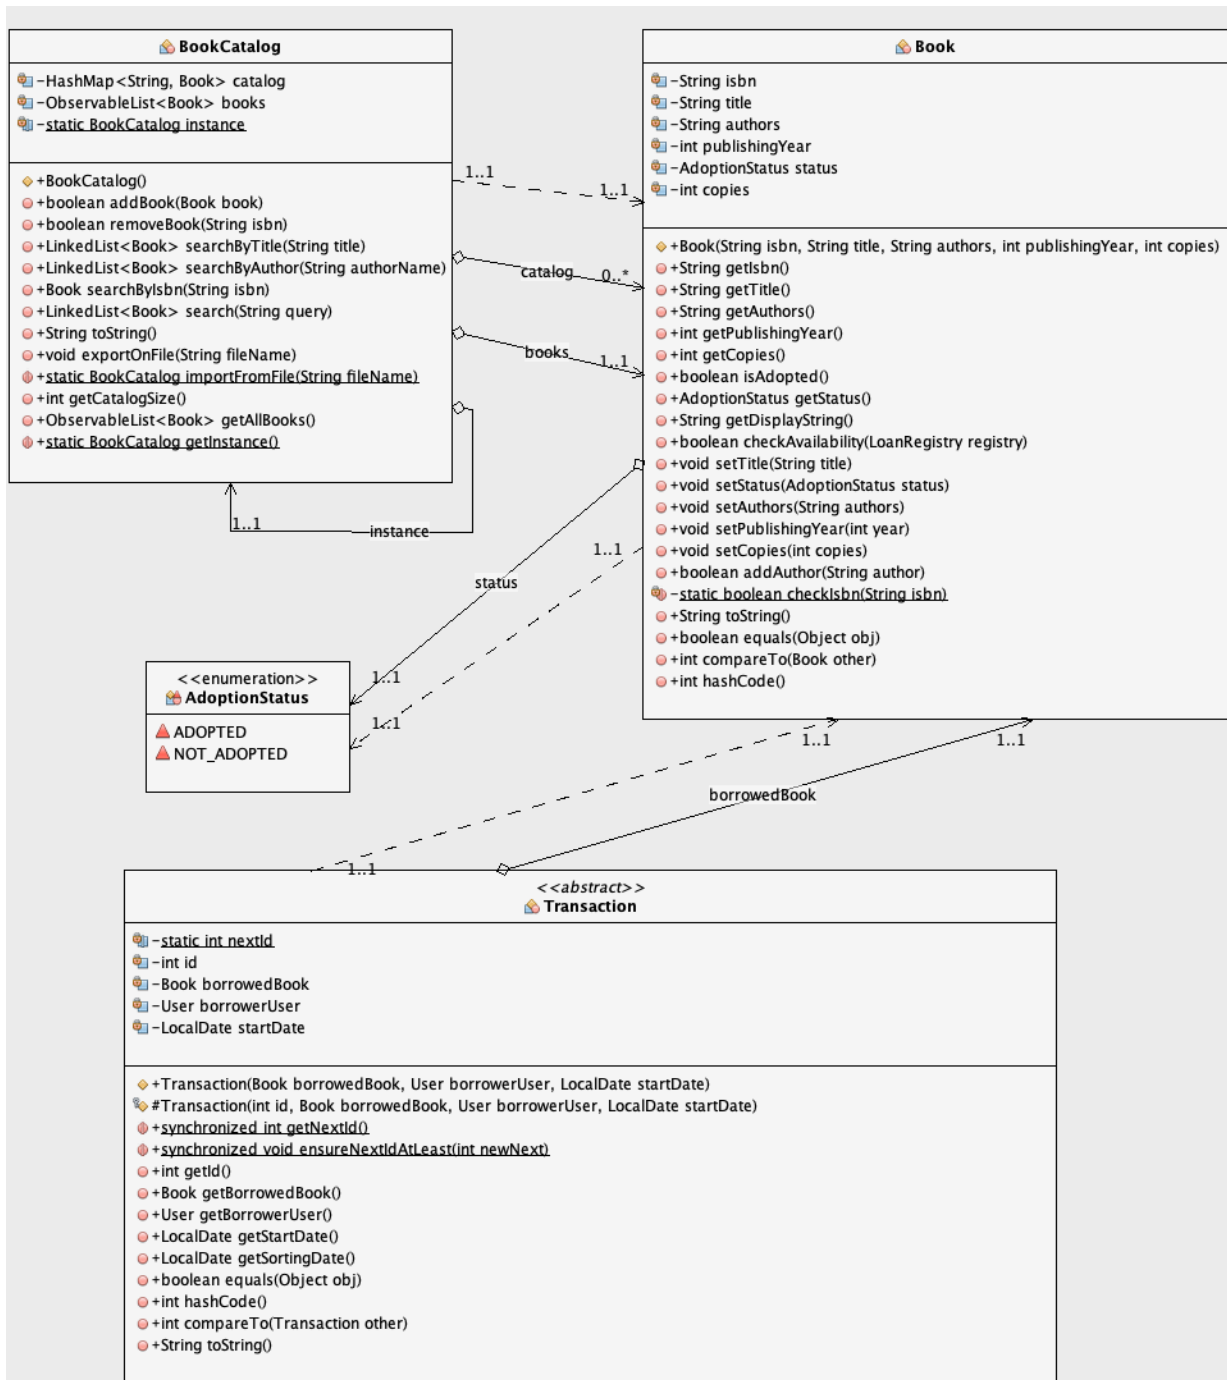 BookCatalog
-HashMap<String, Book> catalog
-ObservableList<Book> books
-static BookCatalog instance
+BookCatalog()
+boolean addBook(Book book)
+boolean removeBook(String isbn)
+LinkedList<Book> searchByTitle(String title)
+LinkedList<Book> searchByAuthor(String authorName)
+Book searchByIsbn(String isbn)
+LinkedList<Book> search(String query)
+String toString()
+void exportOnFile(String fileName)
+static BookCatalog importFromFile(String fileName)
+int getCatalogSize()
+ObservableList<Book> getAllBooks()
+static BookCatalog getInstance()
1..1
1..1
catalog
0..*
books
1..1
1..1
instance
Book
-String isbn
-String title
-String authors
-int publishingYear
-AdoptionStatus status
-int copies
+Book(String isbn, String title, String authors, int publishingYear, int copies)
+String getIsbn()
+String getTitle()
+String getAuthors()
+int getPublishingYear()
+int getCopies()
+boolean isAdopted()
+AdoptionStatus getStatus()
+String getDisplayString()
+boolean checkAvailability(LoanRegistry registry)
+void setTitle(String title)
+void setStatus(AdoptionStatus status)
+void setAuthors(String authors)
+void setPublishingYear(int year)
+void setCopies(int copies)
+boolean addAuthor(String author)
-static boolean checkIsbn(String isbn)
+String toString()
+boolean equals(Object obj)
+int compareTo(Book other)
+int hashCode()
1..1
status
1..1
1..1
<<enumeration>>
AdoptionStatus
ADOPTED
NOT_ADOPTED
1..1
1..1
borrowedBook
1..1
<<abstract>>
Transaction
-static int nextId
-int id
-Book borrowedBook
-User borrowerUser
-LocalDate startDate
+Transaction(Book borrowedBook, User borrowerUser, LocalDate startDate)
#Transaction(int id, Book borrowedBook, User borrowerUser, LocalDate startDate)
+synchronized int getNextId()
+synchronized void ensureNextIdAtLeast(int newNext)
+int getId()
+Book getBorrowedBook()
+User getBorrowerUser()
+LocalDate getStartDate()
+LocalDate getSortingDate()
+boolean equals(Object obj)
+int hashCode()
+int compareTo(Transaction other)
+String toString()